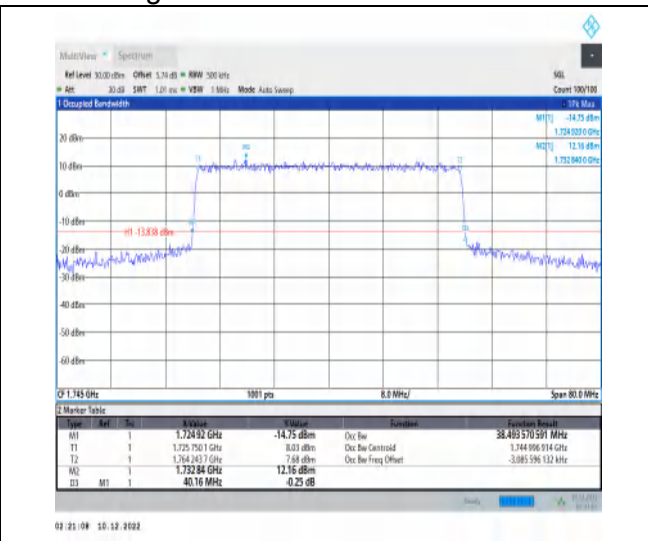 MultiView Spectrum
Ref Level 30.00 dBm Offset 5.74 dB RBW 500 kHz SGL
Att 30 dB SWT 1.01 ms VBW 1 MHz Mode Auto Sweep Count 100/100
1 Occupied Bandwidth 1Pk Max
M1[1] -14.75 dBm
1.724 920 0 GHz
M2[1] 12.16 dBm
1.732 840 0 GHz
20 dBm
M2
T1 T2
10 dBm
0 dBm
-10 dBm
H1 -13.838 dBm
-20 dBm
-40 dBm
-50 dBm
-60 dBm
CF 1.745 GHz 1001 pts 8.0 MHz/ Span 80.0 MHz
2 Marker Table
Type Ref Trc X-Value Y-Value Function Function Result
M1 1 1.72492 GHz -14.75 dBm Occ Bw 38.493 570 591 MHz
T1 1 1.725 750 1 GHz 8.03 dBm Occ Bw Centroid 1.744 996 914 GHz
T2 1 1.764 243 7 GHz 7.68 dBm Occ Bw Freq Offset -3.085 596 132 kHz
M2 1 1.73284 GHz 12.16 dBm
D3 M1 1 40.16 MHz -0.25 dB
Ready
02:21:08 10.12.2022